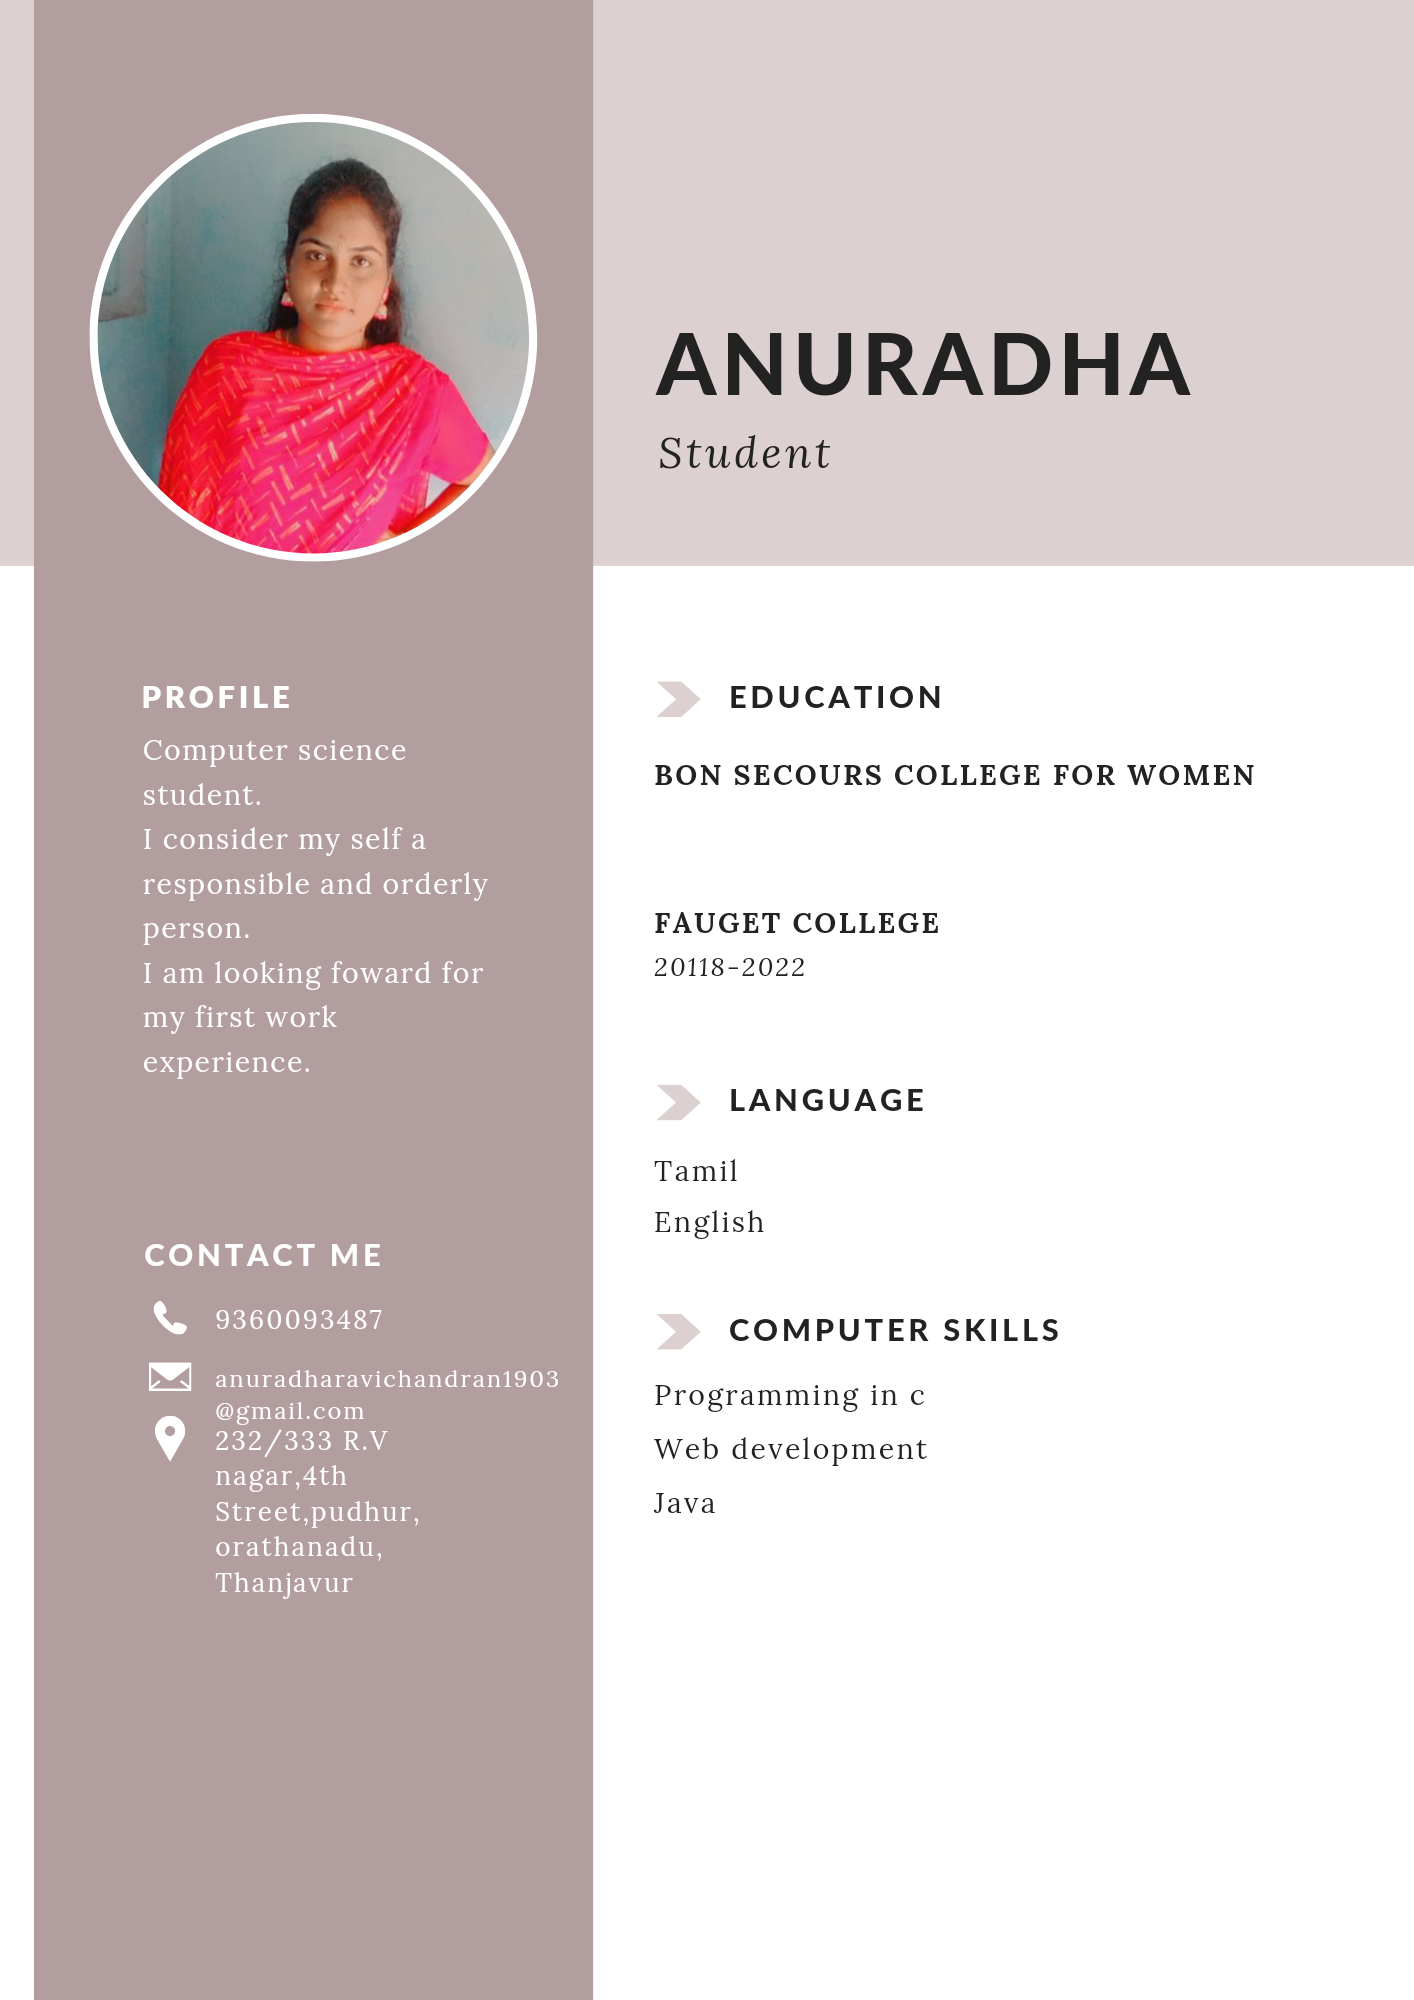 ANURADHA
Student
PROFILE
Computer science
student.
I consider my self a
responsible and orderly
person.
I am looking foward for
my first work
experience.
CONTACT ME
9360093487
anuradharavichandran1903
@gmail.com
232/333 R.V
nagar,4th
Street,pudhur,
orathanadu,
Thanjavur
EDUCATION
BON SECOURS COLLEGE FOR WOMEN
FAUGET COLLEGE
20118-2022
LANGUAGE
Tamil
English
COMPUTER SKILLS
Programming in c
Web development
Java